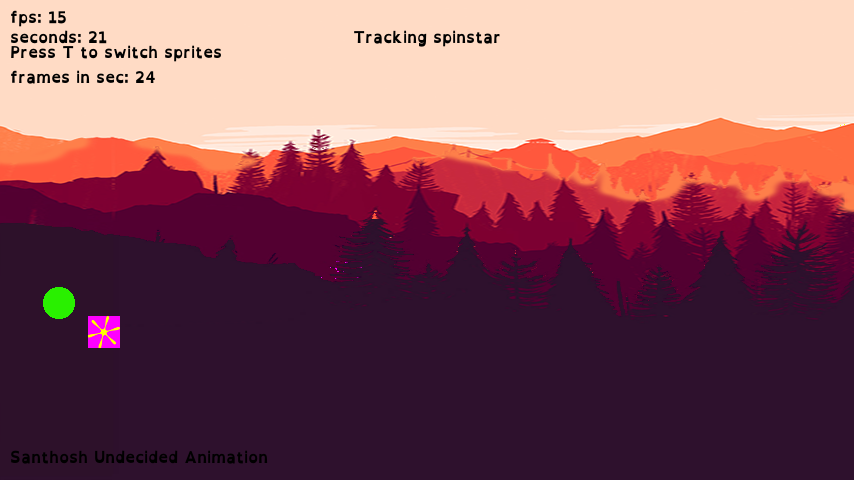 fps: 15
seconds: 21
Tracking spinstar
Press T to switch sprites
frames in sec: 24
Santhosh Undecided Animation